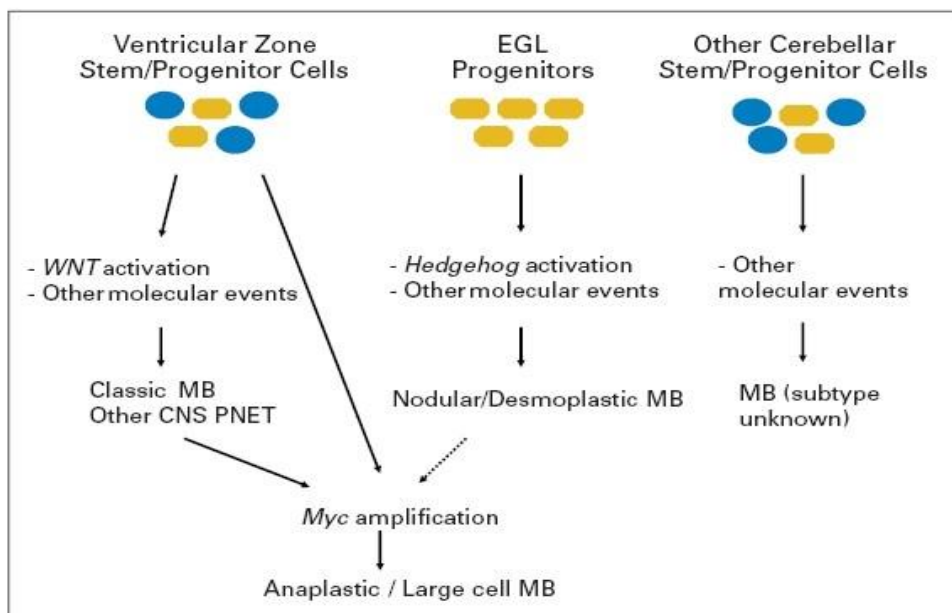 Ventricular Zone
Stem/Progenitor Cells
EGL
Progenitors
Other Cerebellar
Stem/Progenitor Cells
- WNT activation
- Other molecular events
- Hedgehog activation
- Other molecular events
- Other
molecular events
Classic MB
Other CNS PNET
Nodular/Desmoplastic MB
MB (subtype
unknown)
Myc amplification
Anaplastic / Large cell MB